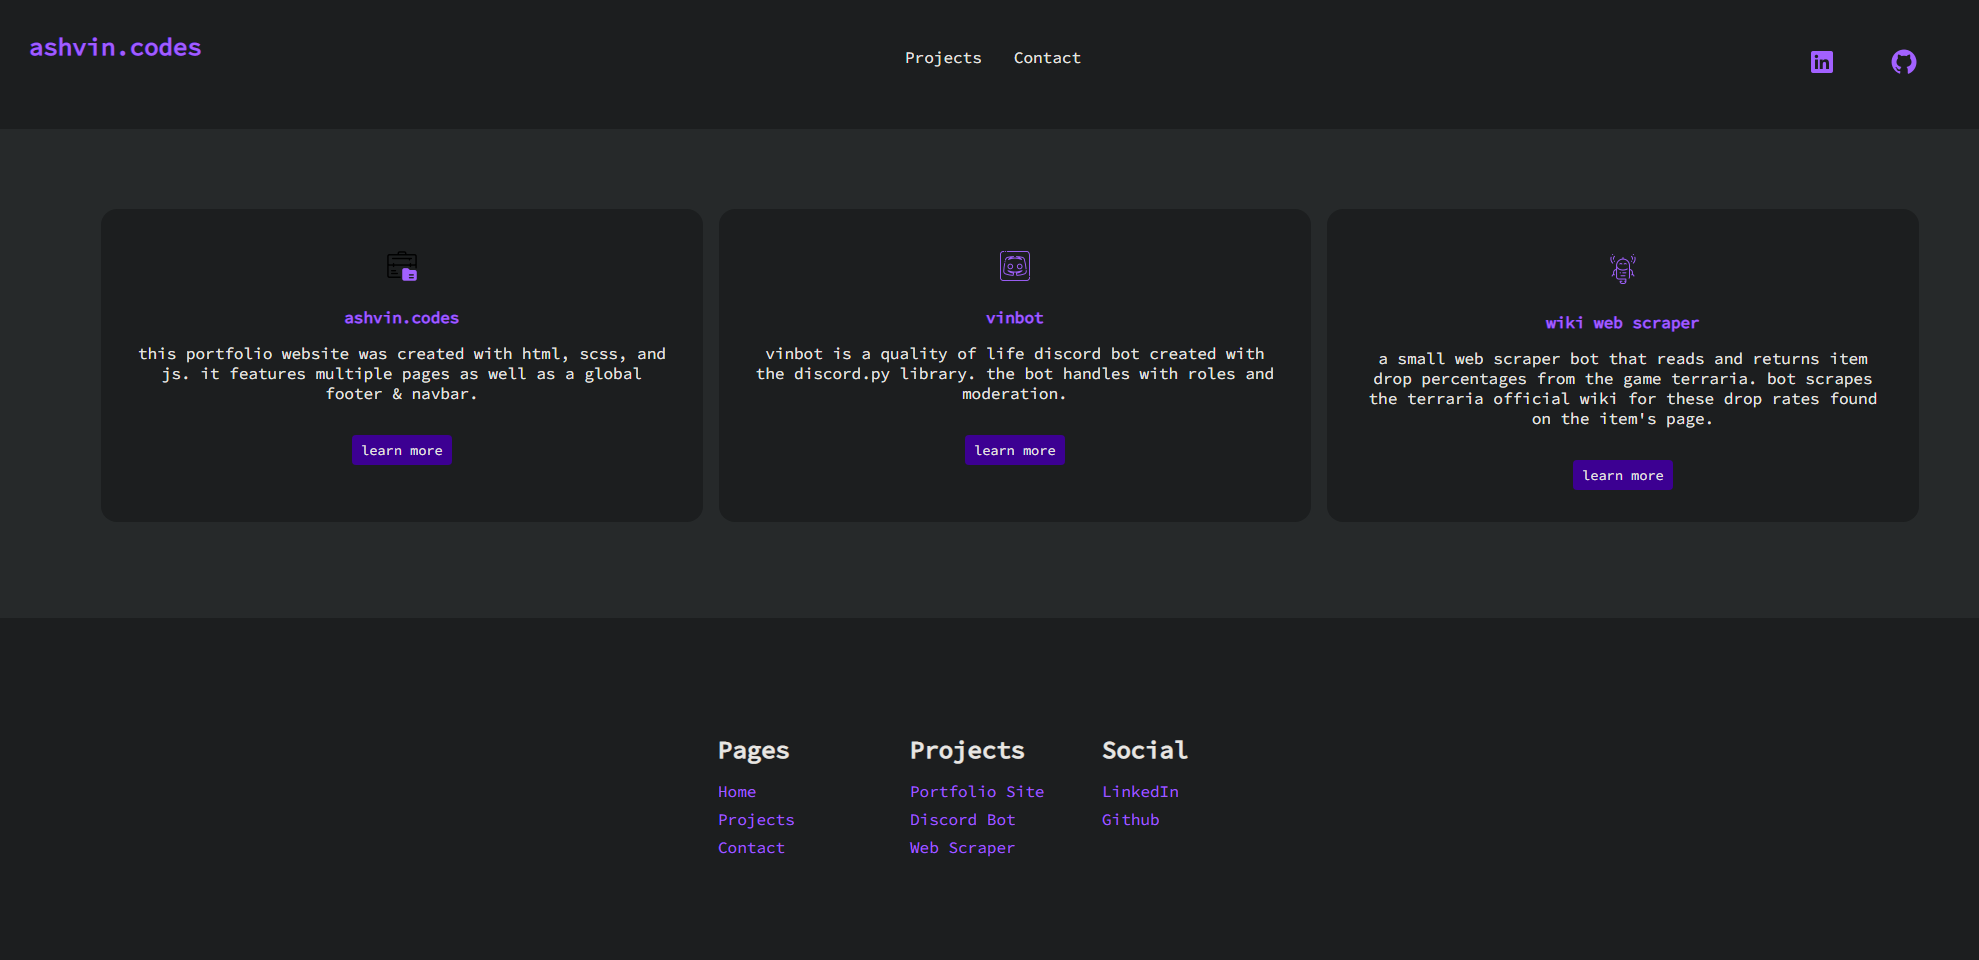 ashvin.codes
Projects Contact
ashvin.codes
this portfolio website was created with html, scss, and
js. it features multiple pages as well as a global
footer & navbar.
learn more
vinbot
vinbot is a quality of life discord bot created with
the discord.py library. the bot handles with roles and
moderation.
learn more
wiki web scraper
a small web scraper bot that reads and returns item
drop percentages from the game terraria. bot scrapes
the terraria official wiki for these drop rates found
on the item's page.
learn more
Pages
Home
Projects
Contact
Projects
Portfolio Site
Discord Bot
Web Scraper
Social
LinkedIn
Github